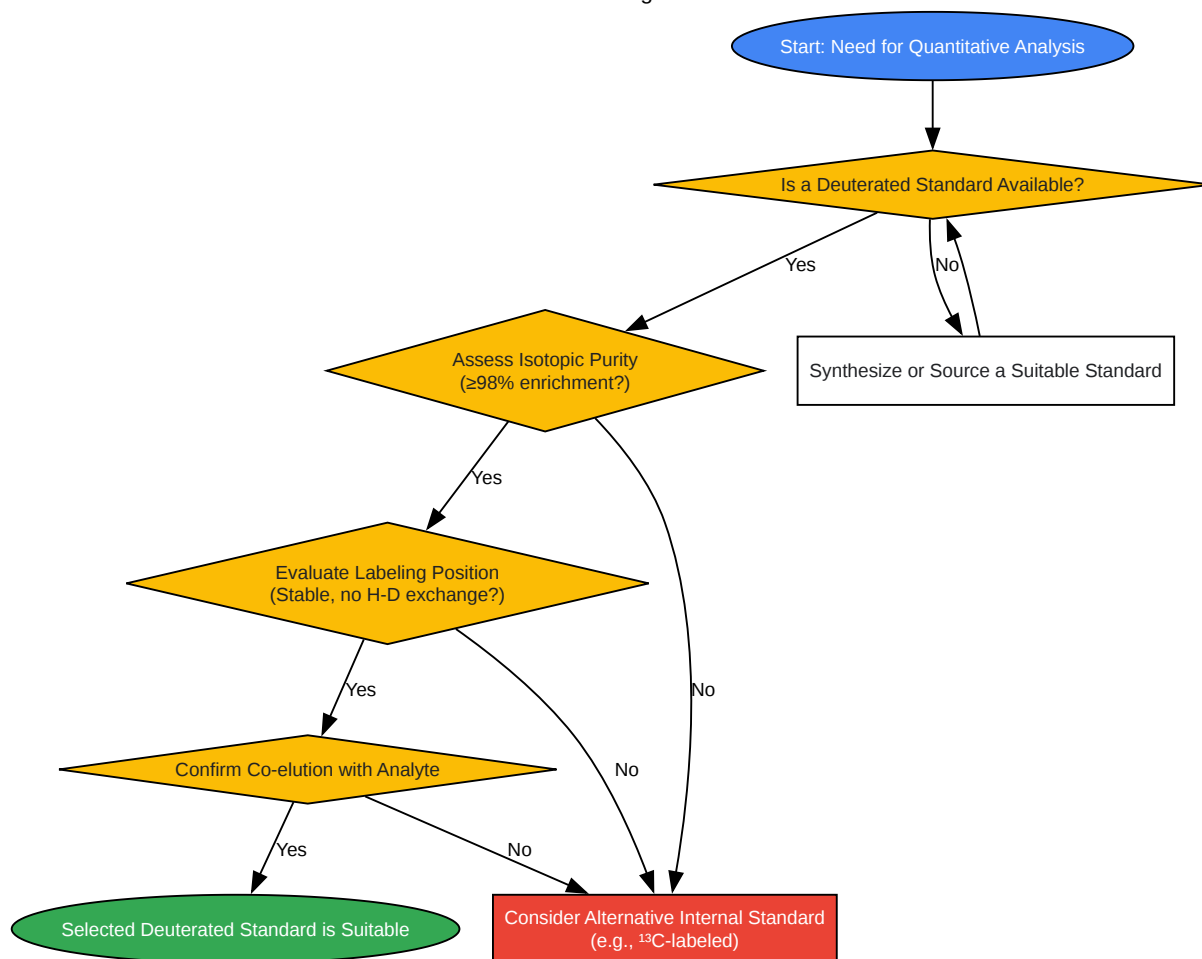 Start: Need for Quantitative Analysis
Is a Deuterated Standard Available?
Yes
No
Assess Isotopic Purity
(≥98% enrichment?)
Synthesize or Source a Suitable Standard
Yes
Evaluate Labeling Position
(Stable, no H-D exchange?)
Yes
No
Confirm Co-elution with Analyte
No
Yes
No
Selected Deuterated Standard is Suitable
Consider Alternative Internal Standard
(e.g., ¹³C-labeled)